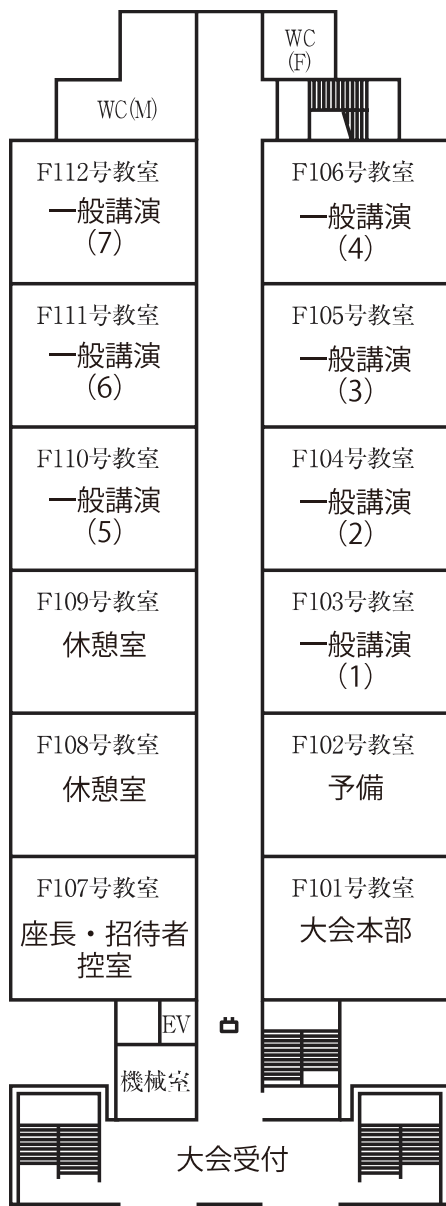 WC
(F)
WC(M)
F112号教室
一般講演
(7)
F106号教室
一般講演
(4)
F111号教室
一般講演
(6)
F105号教室
一般講演
(3)
F110号教室
一般講演
(5)
F104号教室
一般講演
(2)
F109号教室
休憩室
F103号教室
一般講演
(1)
F108号教室
休憩室
F102号教室
予備
F107号教室
座長・招待者
控室
F101号教室
大会本部
EV
機械室
大会受付